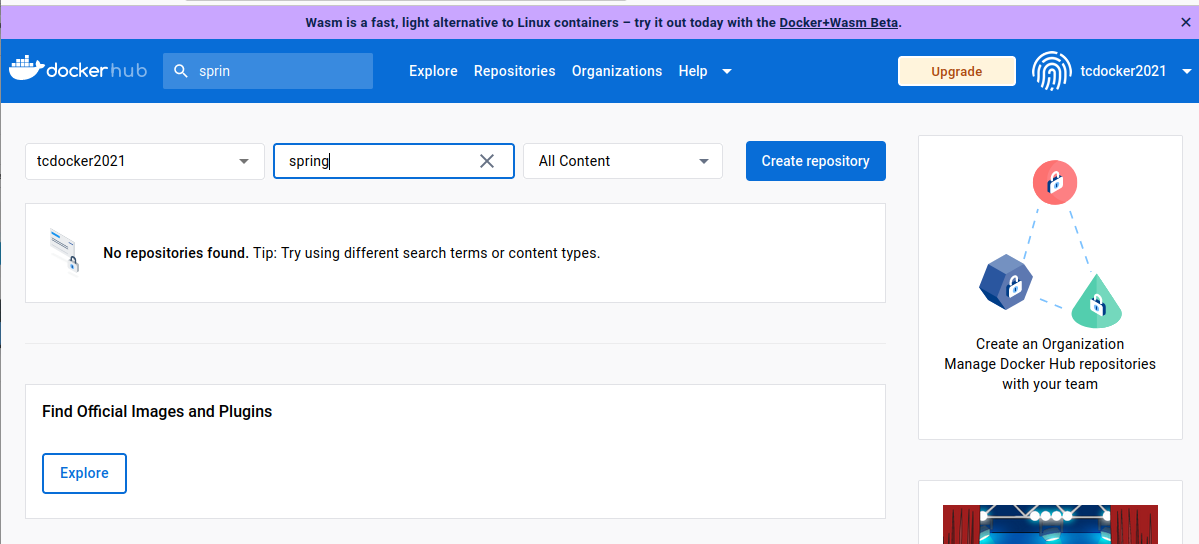 Wasm is a fast, light alternative to Linux containers – try it out today with the Docker+Wasm Beta.
dockerhub
sprin
Explore
Repositories
Organizations
Help
Upgrade
tcdocker2021
tcdocker2021
spring
All Content
Create repository
No repositories found. Tip: Try using different search terms or content types.
Find Official Images and Plugins
Explore
Create an Organization
Manage Docker Hub repositories
with your team